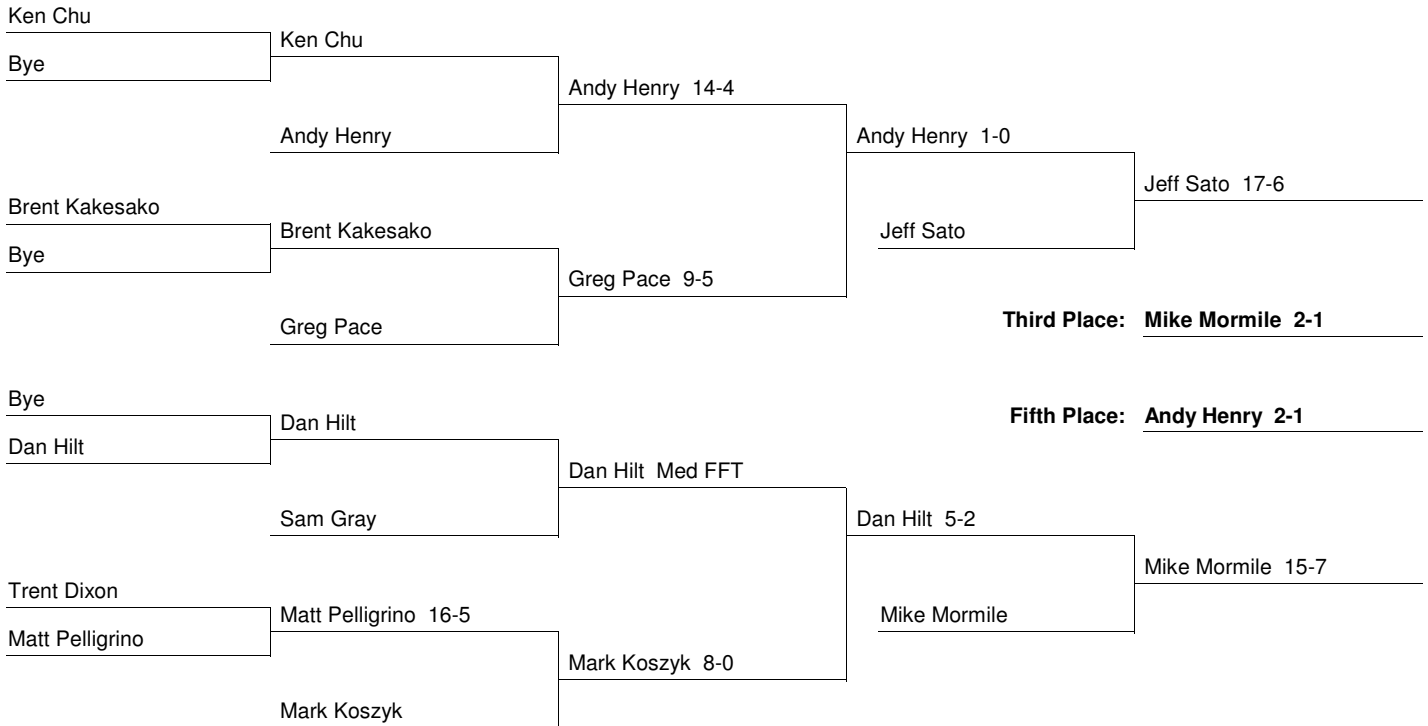 Ken Chu
Ken Chu
Bye
Andy Henry 14-4
Andy Henry
Andy Henry 1-0
Jeff Sato 17-6
Brent Kakesako
Brent Kakesako
Jeff Sato
Bye
Greg Pace 9-5
Third Place: Mike Mormile 2-1
Greg Pace
Bye
Dan Hilt
Fifth Place: Andy Henry 2-1
Dan Hilt
Dan Hilt Med FFT
Sam Gray
Dan Hilt 5-2
Mike Mormile 15-7
Trent Dixon
Matt Pelligrino 16-5
Mike Mormile
Matt Pelligrino
Mark Koszyk 8-0
Mark Koszyk